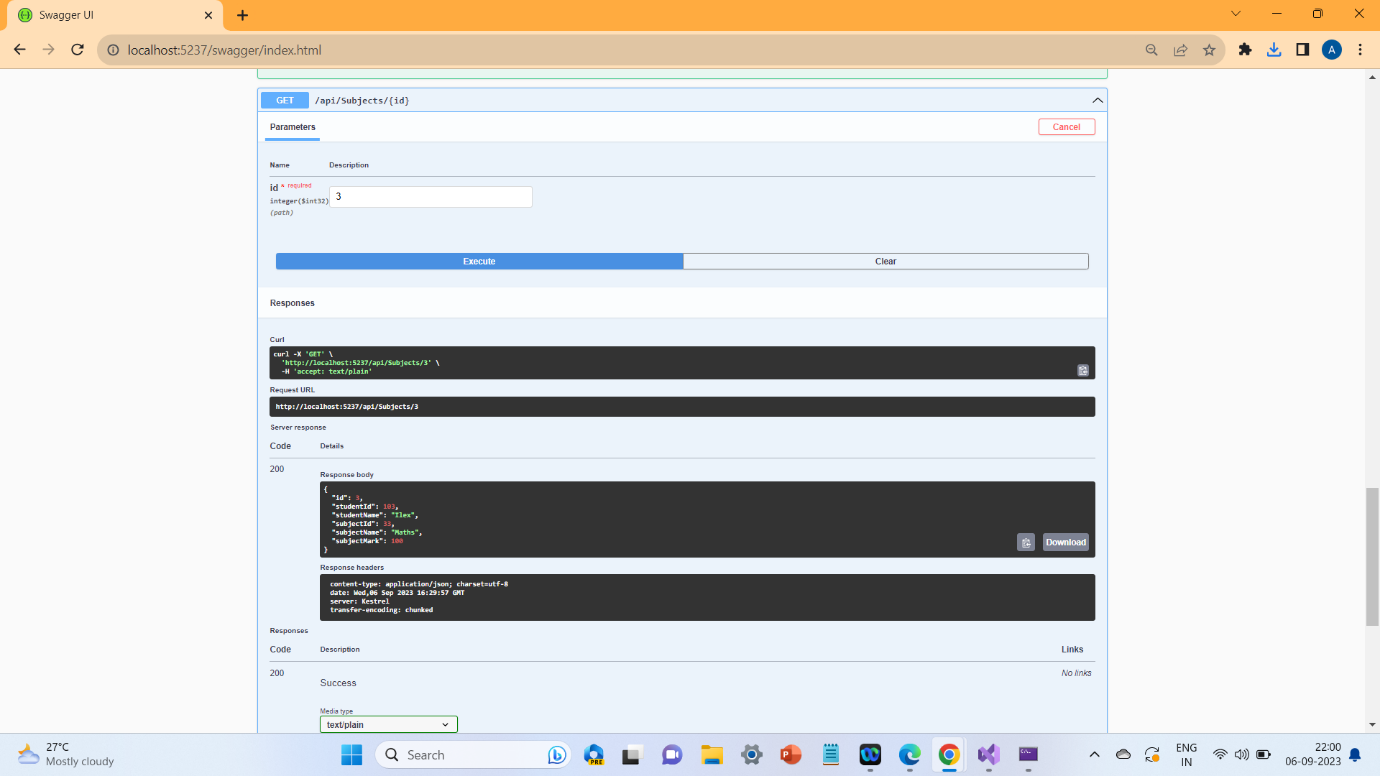 Swagger UI
localhost:5237/swagger/index.html
A
GET /api/Subjects/{id}
Parameters
Cancel
Name Description
id * required
integer($int32)
(path)
3
Execute
Clear
Responses
Curl
curl -X 'GET' \
'http://localhost:5237/api/Subjects/3' \
-H 'accept: text/plain'
Request URL
http://localhost:5237/api/Subjects/3
Server response
Code Details
200
Response body
{
"id": 3,
"studentId": 103,
"studentName": "Ilex",
"subjectId": 33,
"subjectName": "Maths",
"subjectMark": 100
}
Download
Response headers
content-type: application/json; charset=utf-8
date: Wed,06 Sep 2023 16:29:57 GMT
server: Kestrel
transfer-encoding: chunked
Responses
Code Description Links
200
Success
No links
Media type
text/plain
27°C
Mostly cloudy
Search
PRE
ENG
IN
22:00
06-09-2023